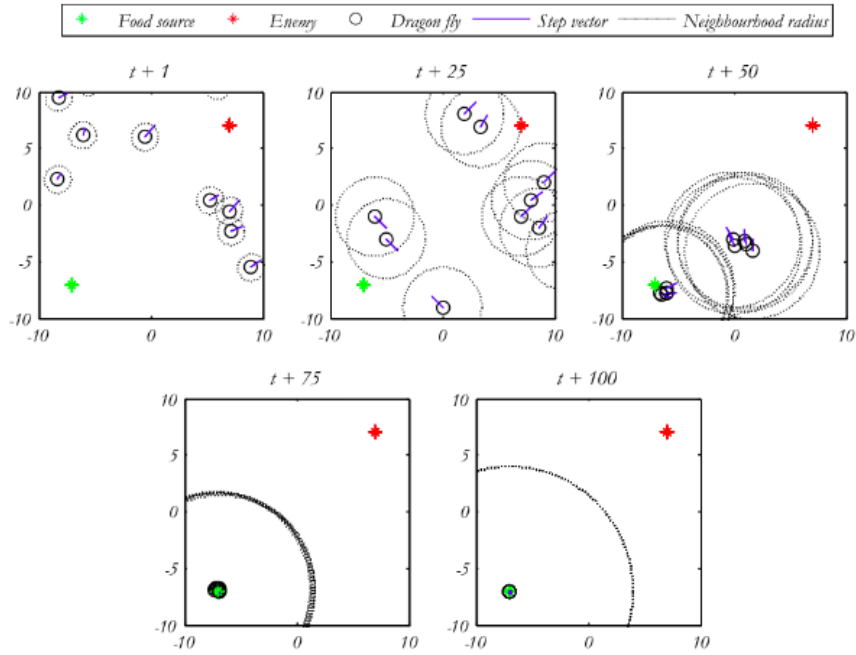 Food source Enemy Dragon fly Step vector Neighbourhood radius
t + 1 t + 25 t + 50
10 10 10
5 5 5
0 0 0
-5 -5 -5
-10 -10 -10
-10 0 10 -10 0 10 -10 0 10
t + 75 t + 100
10 10
5 5
0 0
-5 -5
-10 -10
-10 0 10 -10 0 10